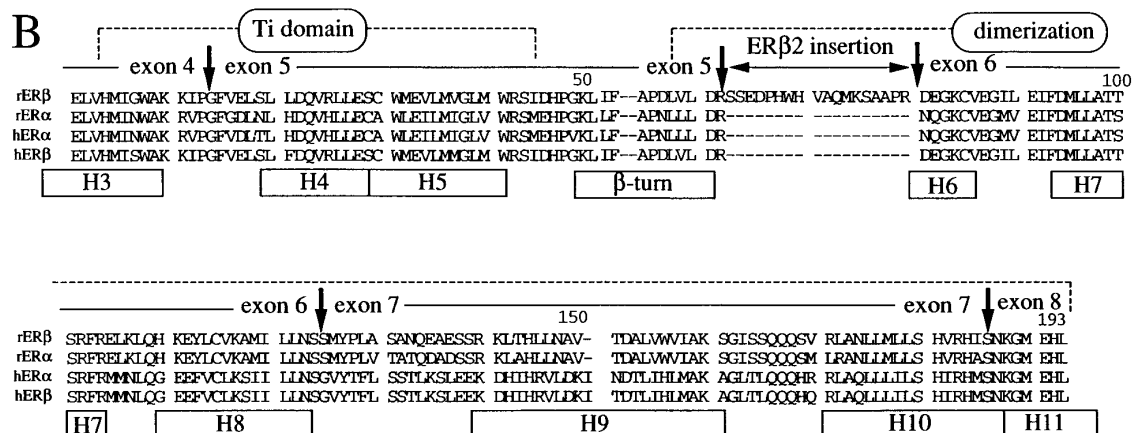 B
Ti domain dimerization
exon 4 exon 5 exon 5 ERβ2 insertion exon 6
50 100
rERβ ELVHMIGWAK KIPGFVELSL LDQVRLLESC WMEVLMVGLM WRSIDHPGKL IF--APDLVL DRSSEDPHWH VAQMKSAAPR DEGKCVEGIL EIFDMLLATT
rERα ELVHMINWAK RVPGFGDLNL HDQVHLLECA WLEILMIGLV WRSMEHPGKL LF--APNLLL DR-------- ---------- NQGKCVEGMV EIFDMLLATS
hERα ELVHMINWAK RVPGFVDLTL HDQVHLLECA WLEILMIGLV WRSMEHPVKL LF--APNLLL DR-------- ---------- NQGKCVEGMV EIFDMLLATS
hERβ ELVHMISWAK KIPGFVELSL FDQVRLLESC WMEVLMMGLM WRSIDHPGKL IF--APDLVL DR-------- ---------- DEGKCVEGIL EIFDMLLATT
H3 H4 H5 β-turn H6 H7
exon 6 exon 7 exon 7 exon 8
150 193
rERβ SRFRELKLQH KEYLCVKAMI LLNSSMYPLA SANQEAESSR KLTHLLNAV- TDALVWVIAK SGISSQQQSV RLANLLMLLS HVRHISNKGM EHL
rERα SRFRELKLQH KEYLCVKAMI LLNSSMYPLV TATQDADSSR KLAHLLNAV- TDALVWVIAK SGISSQQQSM RLANLLMLLS HVRHASNKGM EHL
hERα SRFRMMNLQG EEFVCLKSII LLNSGVYTFL SSTLKSLEEK DHIHRVLDKI NDTLIHLMAK AGLTLQQQHR RLAQLLLILS HIRHMSNKGM EHL
hERβ SRFRMMNLQG EEFVCLKSII LLNSGVYTFL SSTLKSLEEK DHIHRVLDKI TDTLIHLMAK AGLTLQQQHQ RLAQLLLILS HIRHMSNKGM EHL
H7 H8 H9 H10 H11